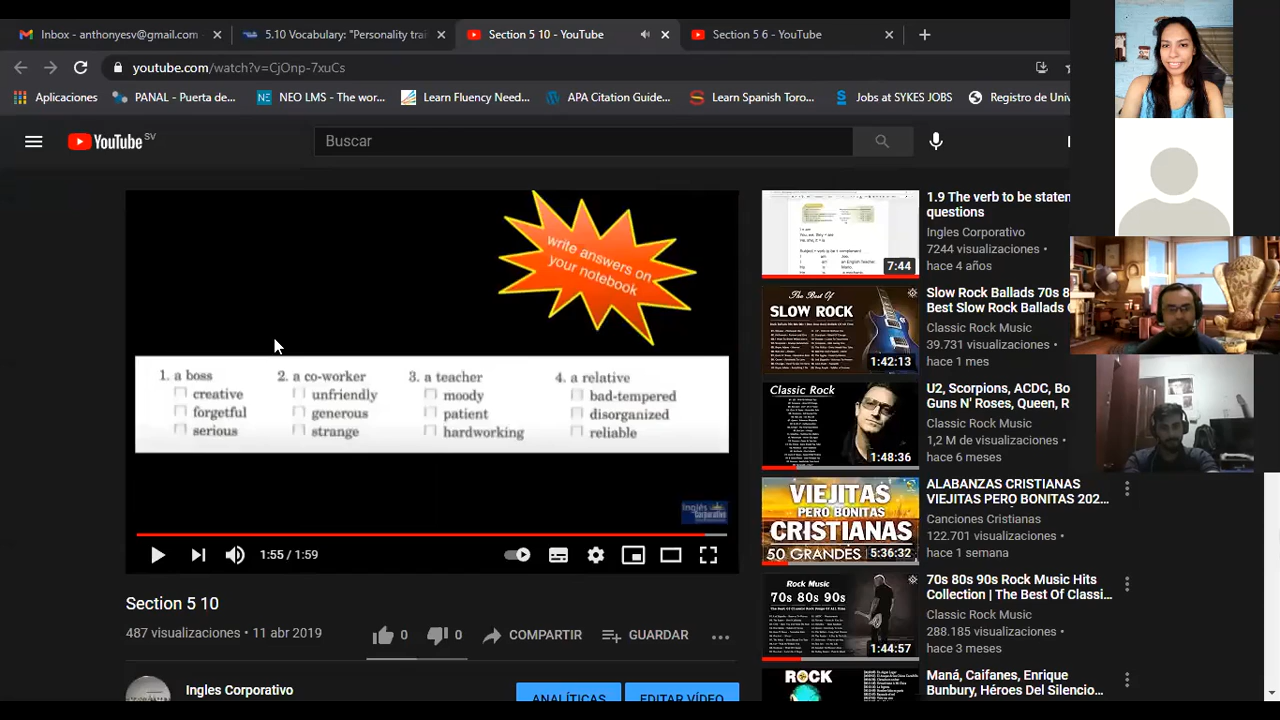 Inbox - anthonyesv@gmail.com
5.10 Vocabulary: "Personality trai
Section 5 10 - YouTube
Section 5 6 - YouTube
youtube.com/watch?v=CjOnp-7xuCs
Aplicaciones
PANAL - Puerta de...
NEO LMS - The wor...
Learn Fluency Need...
APA Citation Guide...
Learn Spanish Toro...
Jobs at SYKES JOBS
Registro de Uni
YouTube SV
Buscar
write answers on
your notebook
1. a boss
creative
forgetful
serious
2. a co-worker
unfriendly
generous
strange
3. a teacher
moody
patient
hardworking
4. a relative
bad-tempered
disorganized
reliable
Inglés
Corporativo
1:55 / 1:59
Section 5 10
487 visualizaciones • 11 abr 2019
0
0
COMPARTIR
GUARDAR
ANALÍTICAS
EDITAR VÍDEO
7:44
1.9 The verb to be statem
questions
Ingles Corporativo
7244 visualizaciones •
hace 4 años
The Best Of
SLOW ROCK
1:42:13
Slow Rock Ballads 70s 8
Best Slow Rock Ballads
Classic Rock Music
39.731 visualizaciones •
hace 1 mes
Classic Rock
1:48:36
U2, Scorpions, ACDC, Bo
Guns N' Roses, Queen, R
Classic Rock Music
1,2 M de visualizaciones •
hace 6 meses
VIEJITAS
PERO BONITAS
CRISTIANAS
50 GRANDES
5:36:32
ALABANZAS CRISTIANAS
VIEJITAS PERO BONITAS 202...
Canciones Cristianas
122.701 visualizaciones •
hace 1 semana
Rock Music
70s 80s 90s
1:44:57
70s 80s 90s Rock Music Hits
Collection | The Best Of Classi...
Classic Rock Music
288.185 visualizaciones •
hace 3 meses
ROCK
Maná, Caifanes, Enrique
Bunbury, Héroes Del Silencio...